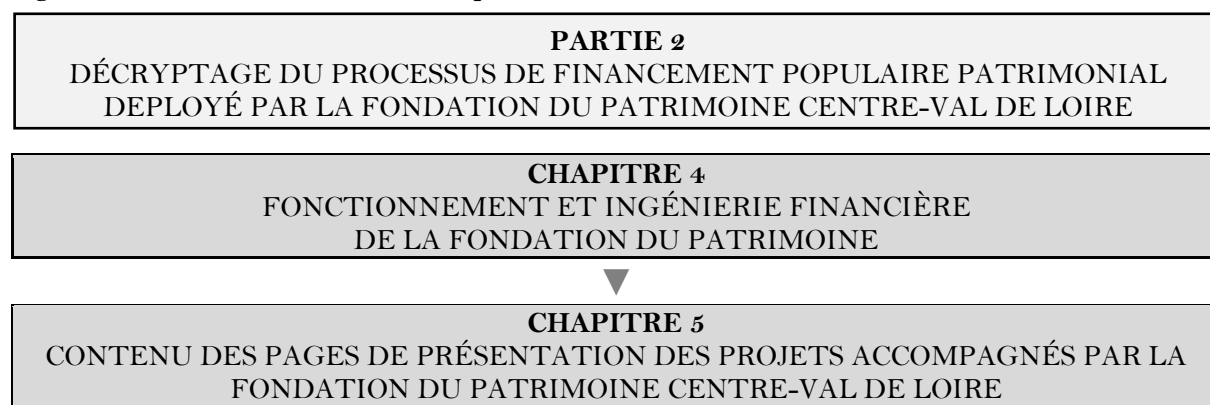 PARTIE 2
DÉCRYPTAGE DU PROCESSUS DE FINANCEMENT POPULAIRE PATRIMONIAL
DEPLOYÉ PAR LA FONDATION DU PATRIMOINE CENTRE-VAL DE LOIRE
CHAPITRE 4
FONCTIONNEMENT ET INGÉNIERIE FINANCIÈRE
DE LA FONDATION DU PATRIMOINE
CHAPITRE 5
CONTENU DES PAGES DE PRÉSENTATION DES PROJETS ACCOMPAGNÉS PAR LA
FONDATION DU PATRIMOINE CENTRE-VAL DE LOIRE